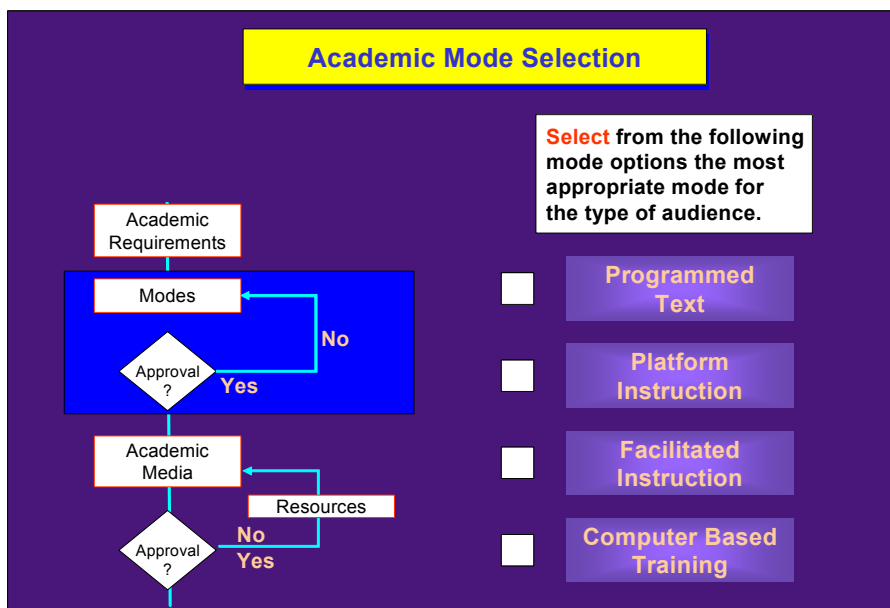 Academic Mode Selection
Select from the following
mode options the most
appropriate mode for
the type of audience.
Academic
Requirements
Modes
No
Approval
?
Yes
Academic
Media
Resources
No
Yes
Approval
?
Programmed
Text
Platform
Instruction
Facilitated
Instruction
Computer Based
Training